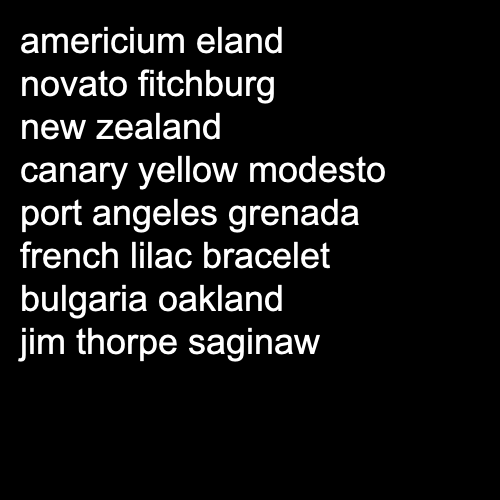 americium eland
novato fitchburg
new zealand
canary yellow modesto
port angeles grenada
french lilac bracelet
bulgaria oakland
jim thorpe saginaw